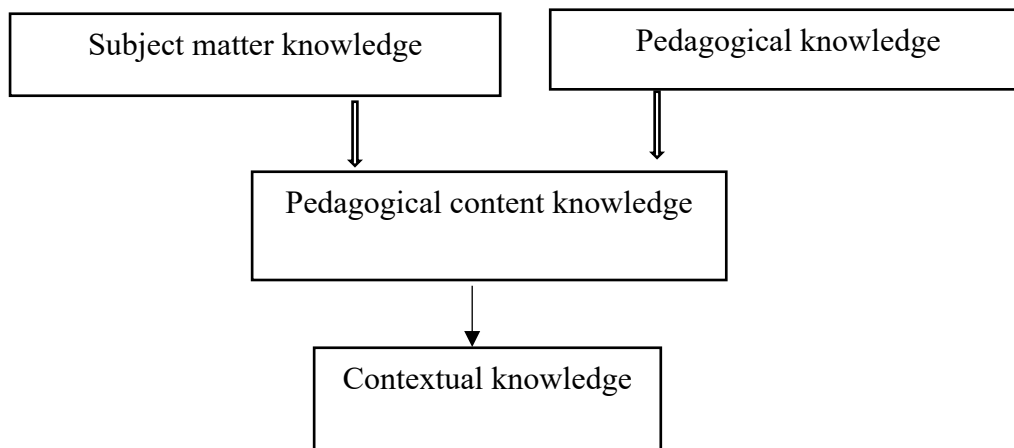 Subject matter knowledge
Pedagogical knowledge
Pedagogical content knowledge
Contextual knowledge